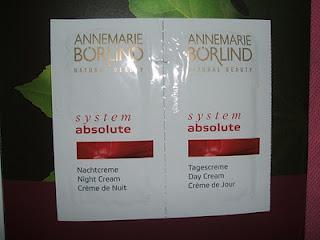 ANNEMARIE
BÖRLIND
NATURAL BEAUTY
system
absolute
Nachtcreme
Night Cream
Crème de Nuit
ANNEMARIE
BÖRLIND
NATURAL BEAUTY
system
absolute
Tagescreme
Day Cream
Crème de Jour